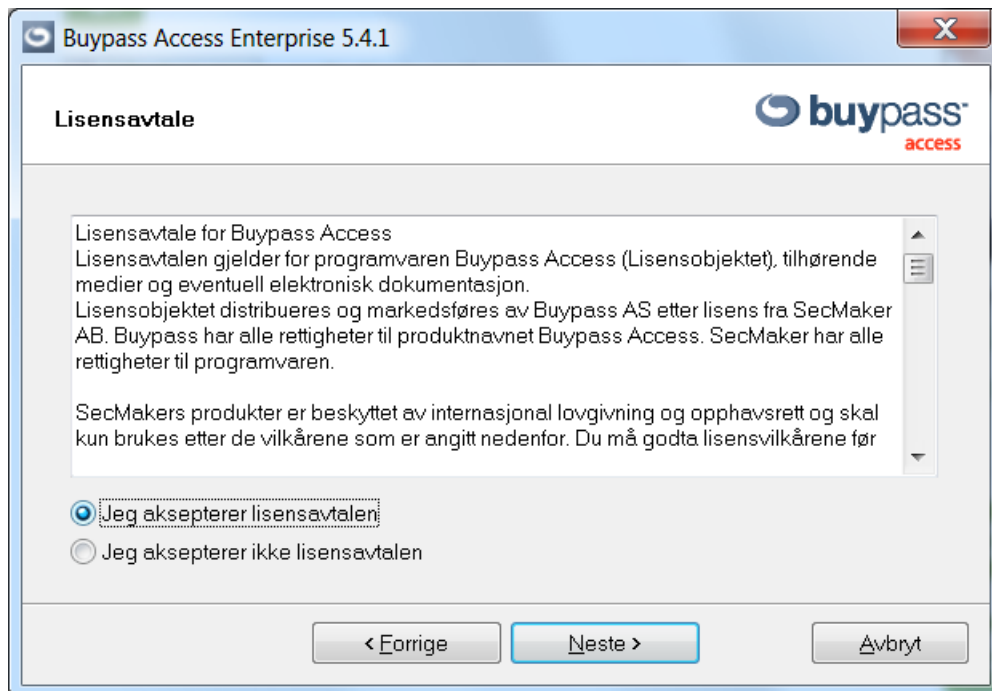 Buypass Access Enterprise 5.4.1
Lisensavtale
buypass
access
Lisensavtale for Buypass Access
Lisensavtalen gjelder for programvaren Buypass Access (Lisensobjektet), tilhørende
medier og eventuell elektronisk dokumentasjon.
Lisensobjektet distribueres og markedsføres av Buypass AS etter lisens fra SecMaker
AB. Buypass har alle rettigheter til produktnavnet Buypass Access. SecMaker har alle
rettigheter til programvaren.
SecMakers produkter er beskyttet av internasjonal lovgivning og opphavsrett og skal
kun brukes etter de vilkårene som er angitt nedenfor. Du må godta lisensvilkårene før
Jeg aksepterer lisensavtalen
Jeg aksepterer ikke lisensavtalen
< Forrige
Neste >
Avbryt